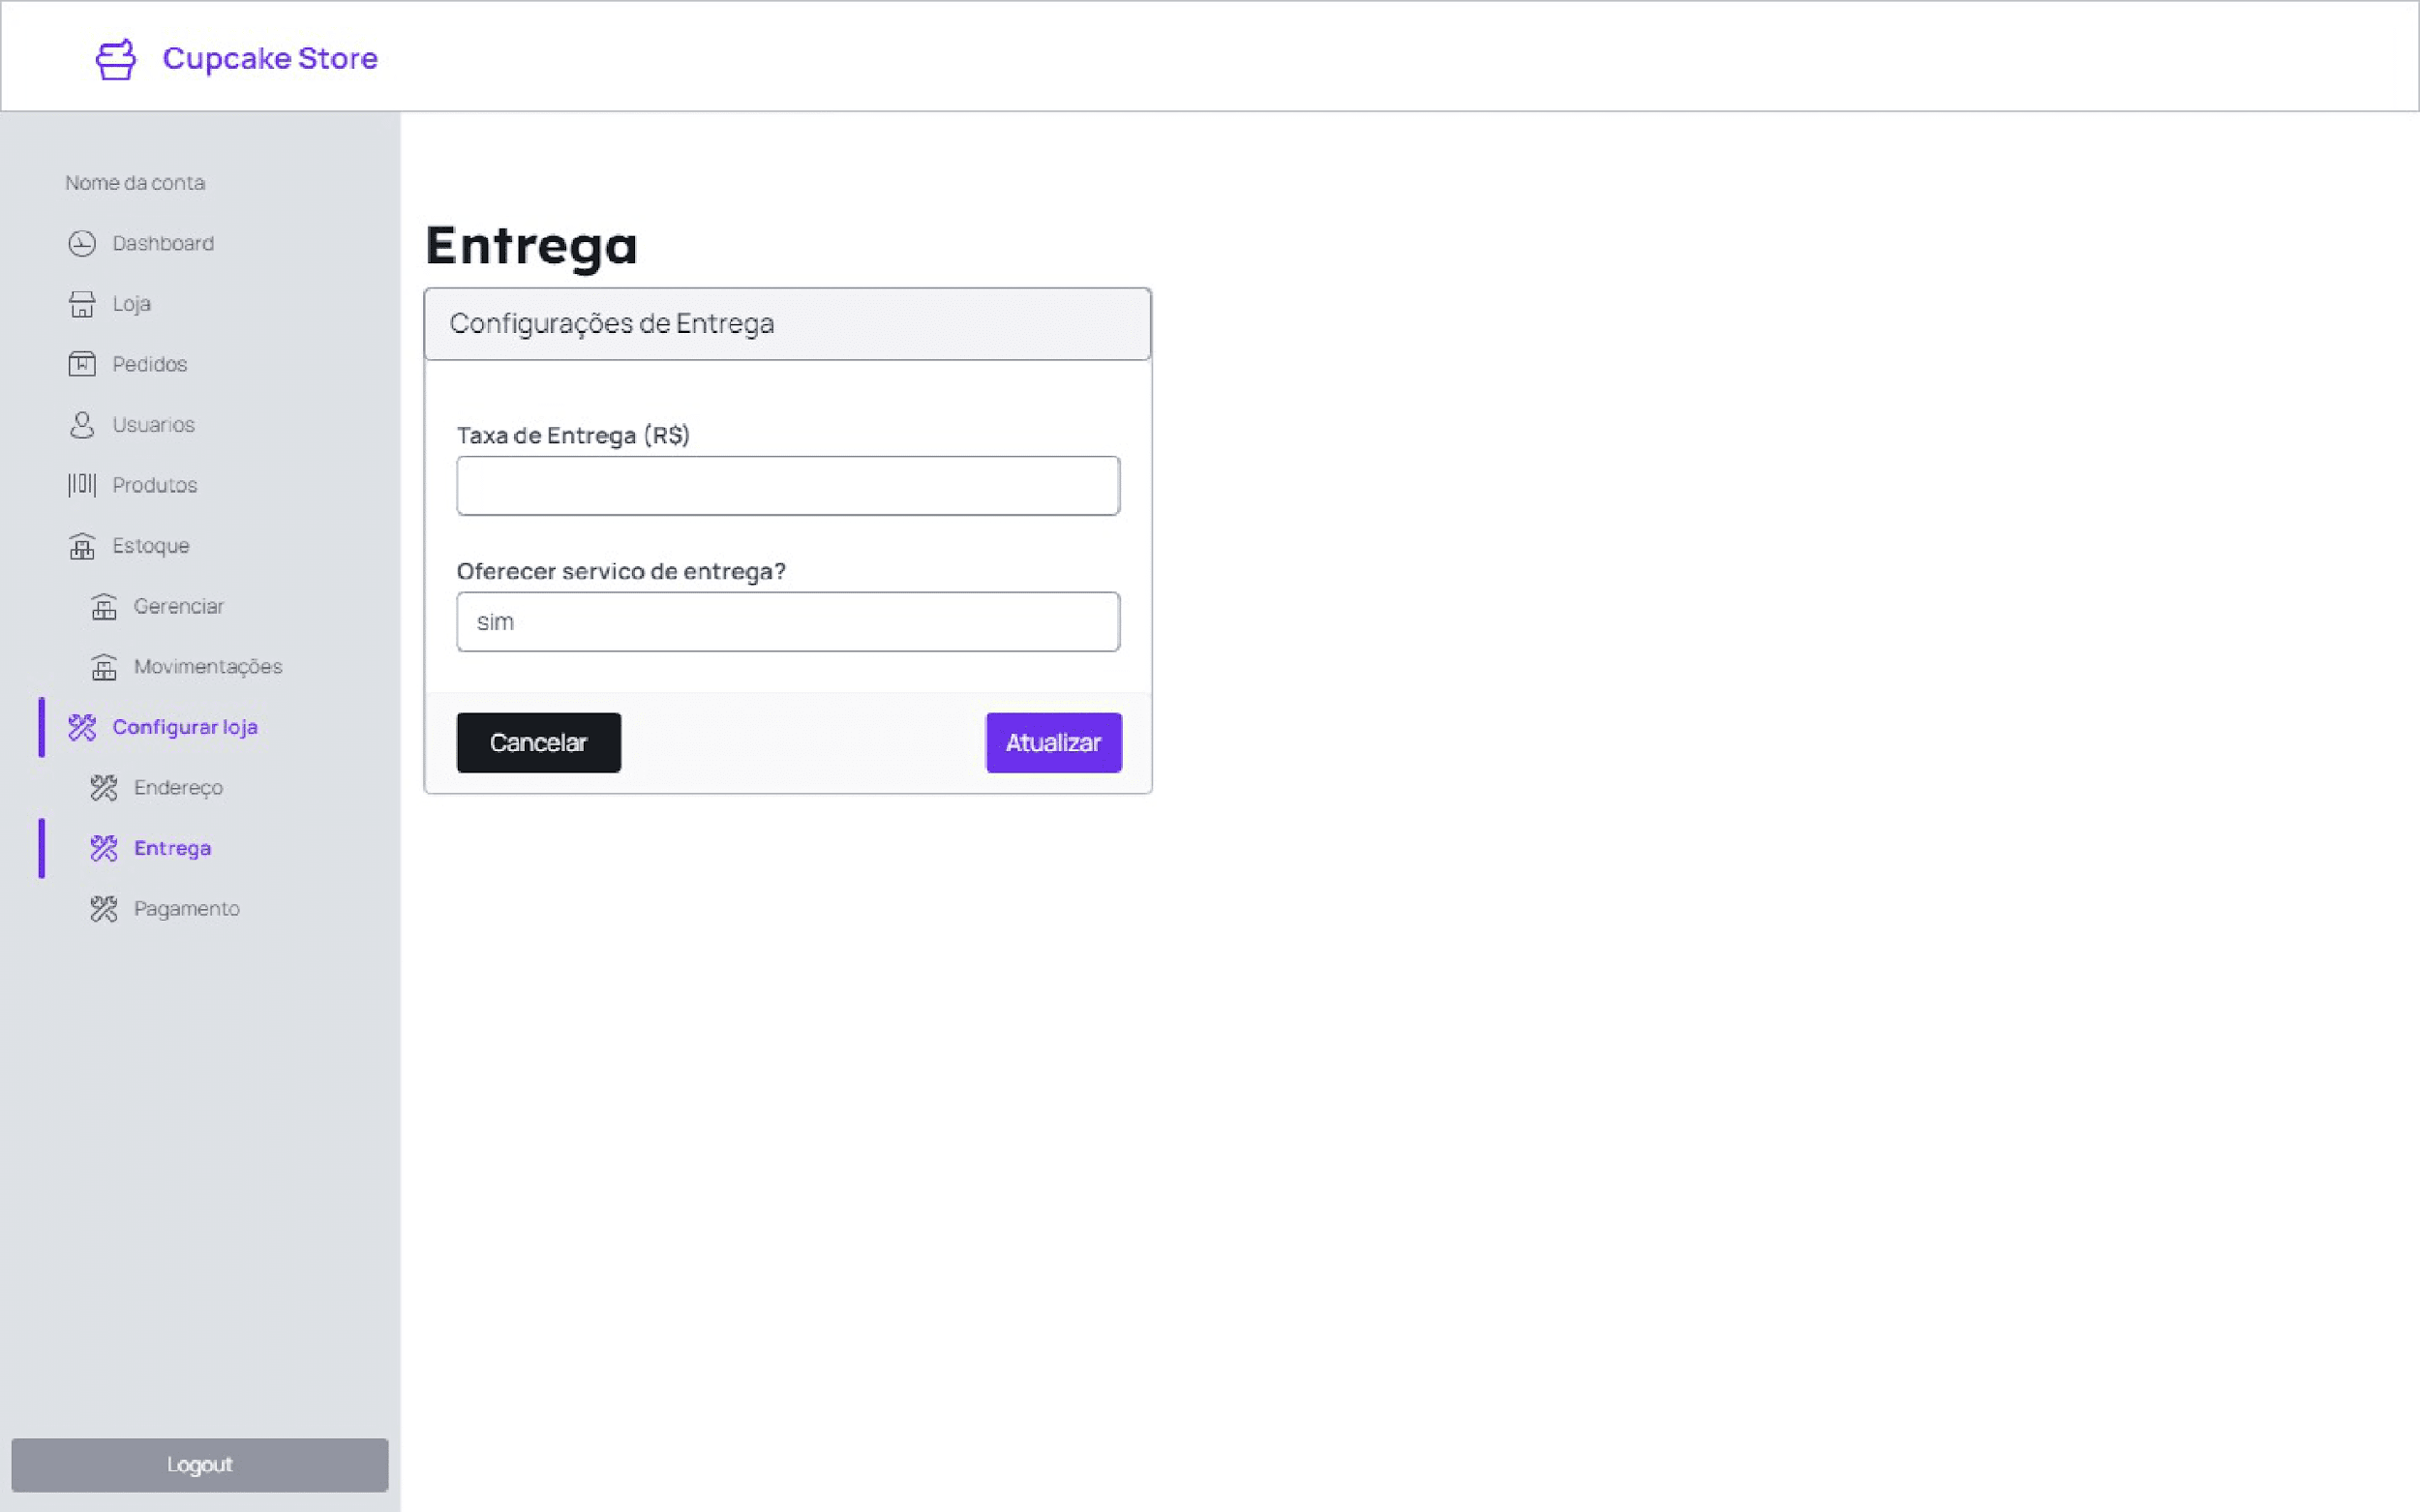 Cupcake Store
Nome da conta
Dashboard
Loja
Pedidos
Usuarios
Produtos
Estoque
Gerenciar
Movimentações
Configurar loja
Endereço
Entrega
Pagamento
Logout
Entrega
Configurações de Entrega
Taxa de Entrega (R$)
Oferecer servico de entrega?
sim
Cancelar
Atualizar